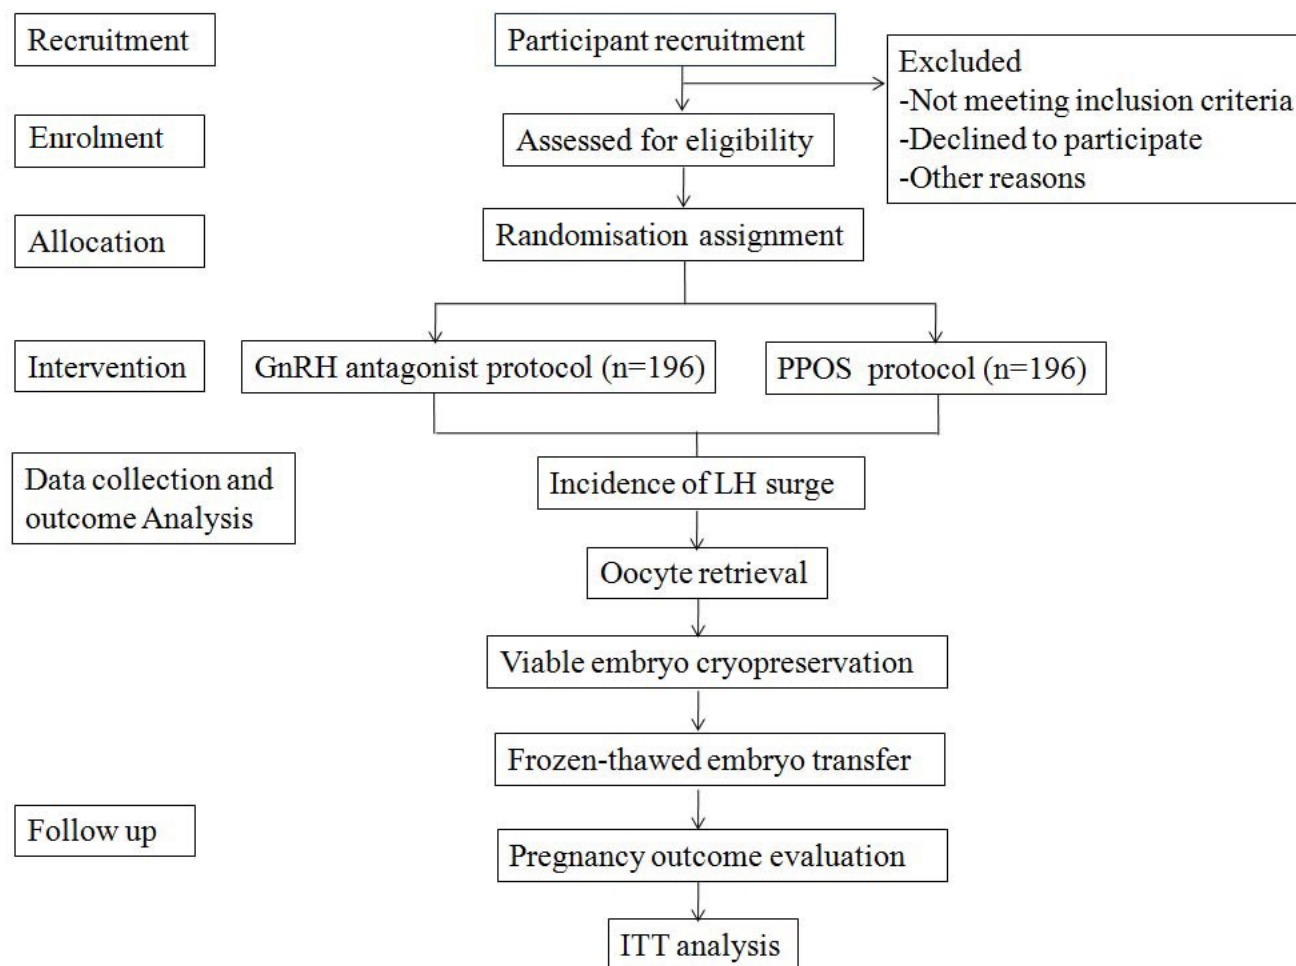 Recruitment
Participant recruitment
Excluded
-Not meeting inclusion criteria
-Declined to participate
-Other reasons
Enrolment
Assessed for eligibility
Allocation
Randomisation assignment
Intervention
GnRH antagonist protocol (n=196)
PPOS protocol (n=196)
Data collection and
outcome Analysis
Incidence of LH surge
Oocyte retrieval
Viable embryo cryopreservation
Frozen-thawed embryo transfer
Follow up
Pregnancy outcome evaluation
ITT analysis